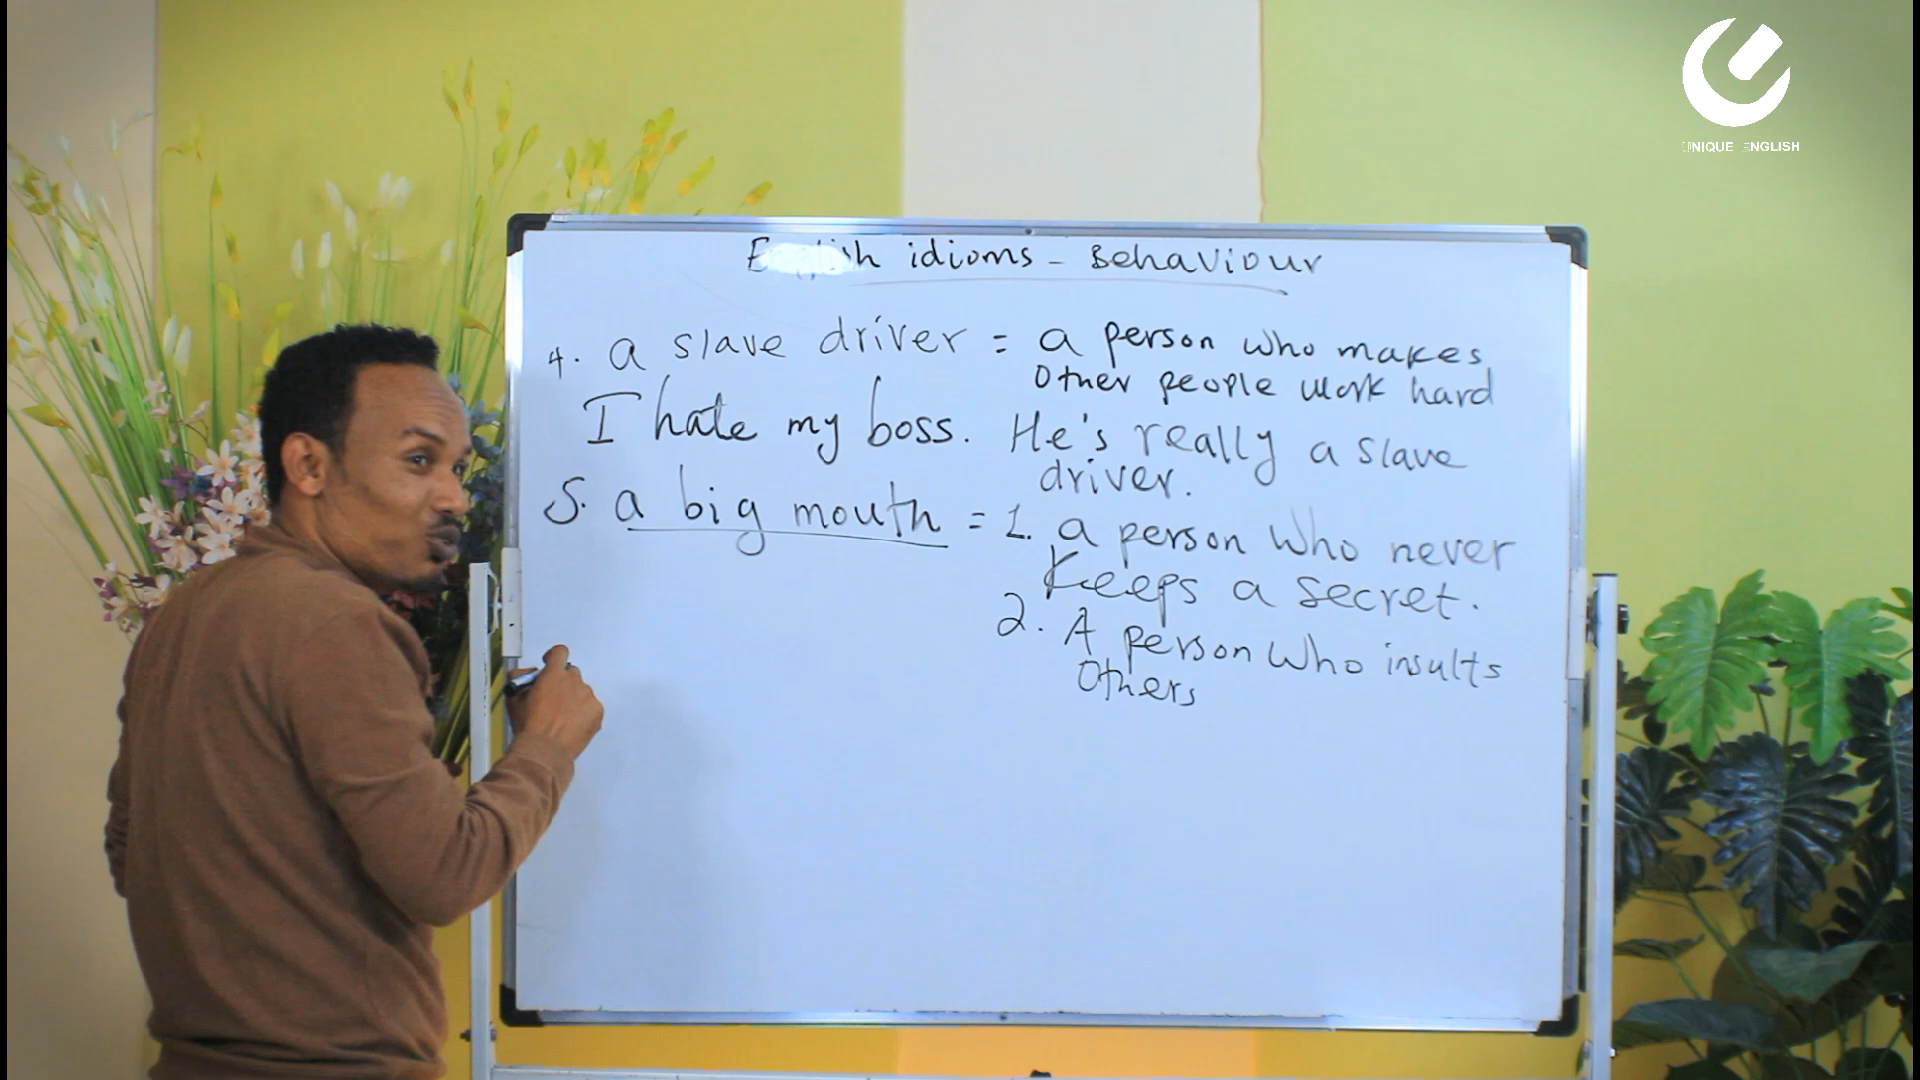 UNIQUE ENGLISH
English idioms - Behaviour
4. a slave driver = a person who makes
other people work hard
I hate my boss. He's really a slave
driver.
5. a big mouth = 1. a person who never
keeps a secret.
2. A person who insults
others